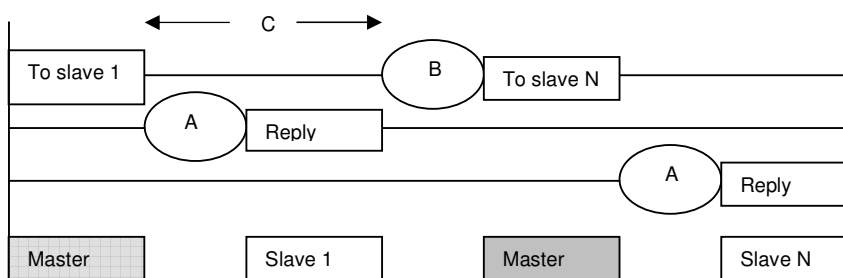 C
To slave 1
B
To slave N
A
Reply
A
Reply
Master
Slave 1
Master
Slave N